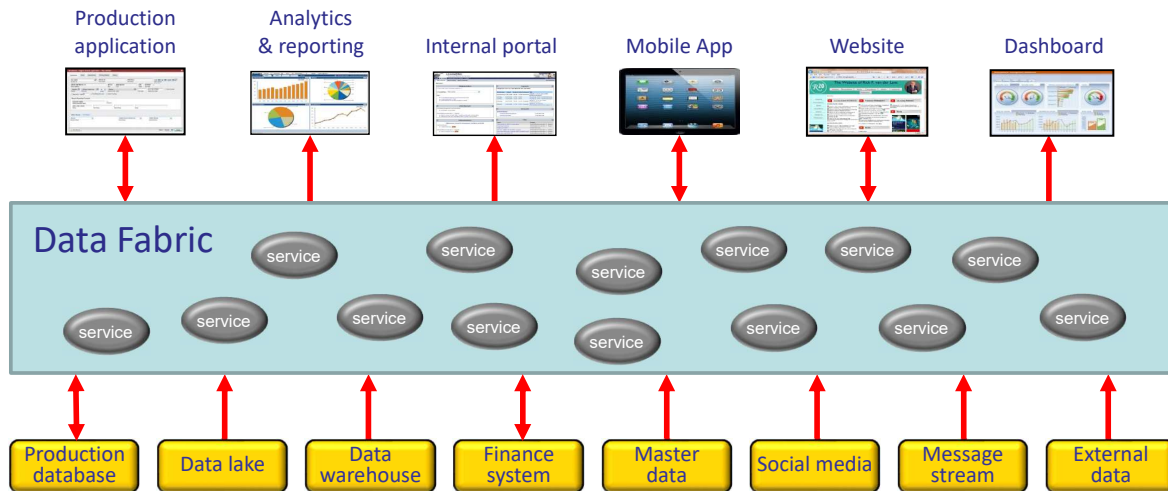 Production
application
Analytics
& reporting
Internal portal
Mobile App
Website
Dashboard
Data Fabric
service
service
service
service
service
service
service
service
service
service
service
service
service
service
Production
database
Data lake
Data
warehouse
Finance
system
Master
data
Social media
Message
stream
External
data